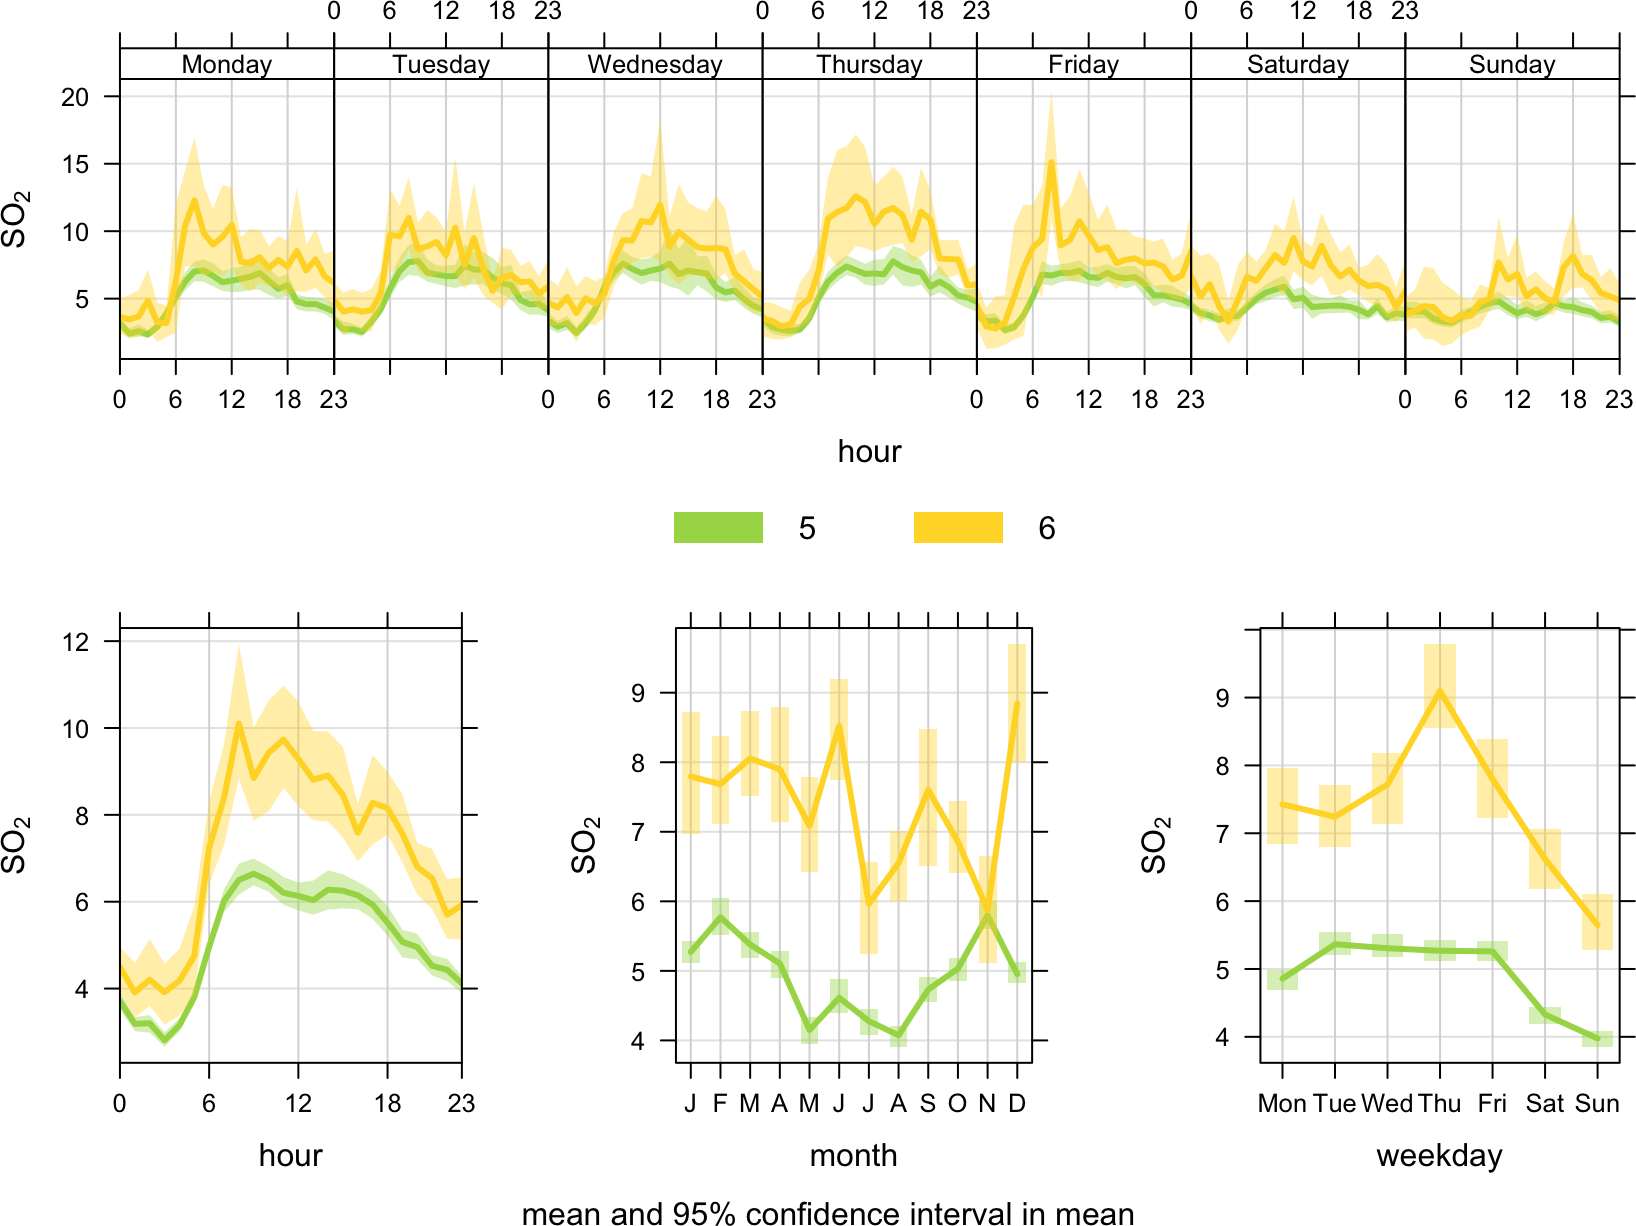 0 6 12 18 23 0 6 12 18 23 0 6 12 18 23
Monday Tuesday Wednesday Thursday Friday Saturday Sunday
20
15
10
5
SO2
0 6 12 18 23 0 6 12 18 23 0 6 12 18 23 0 6 12 18 23
hour
5 6
12
10
8
6
4
SO2
0 6 12 18 23
hour
9
8
7
6
5
4
SO2
J F M A M J J A S O N D
month
9
8
7
6
5
4
SO2
Mon Tue Wed Thu Fri Sat Sun
weekday
mean and 95% confidence interval in mean